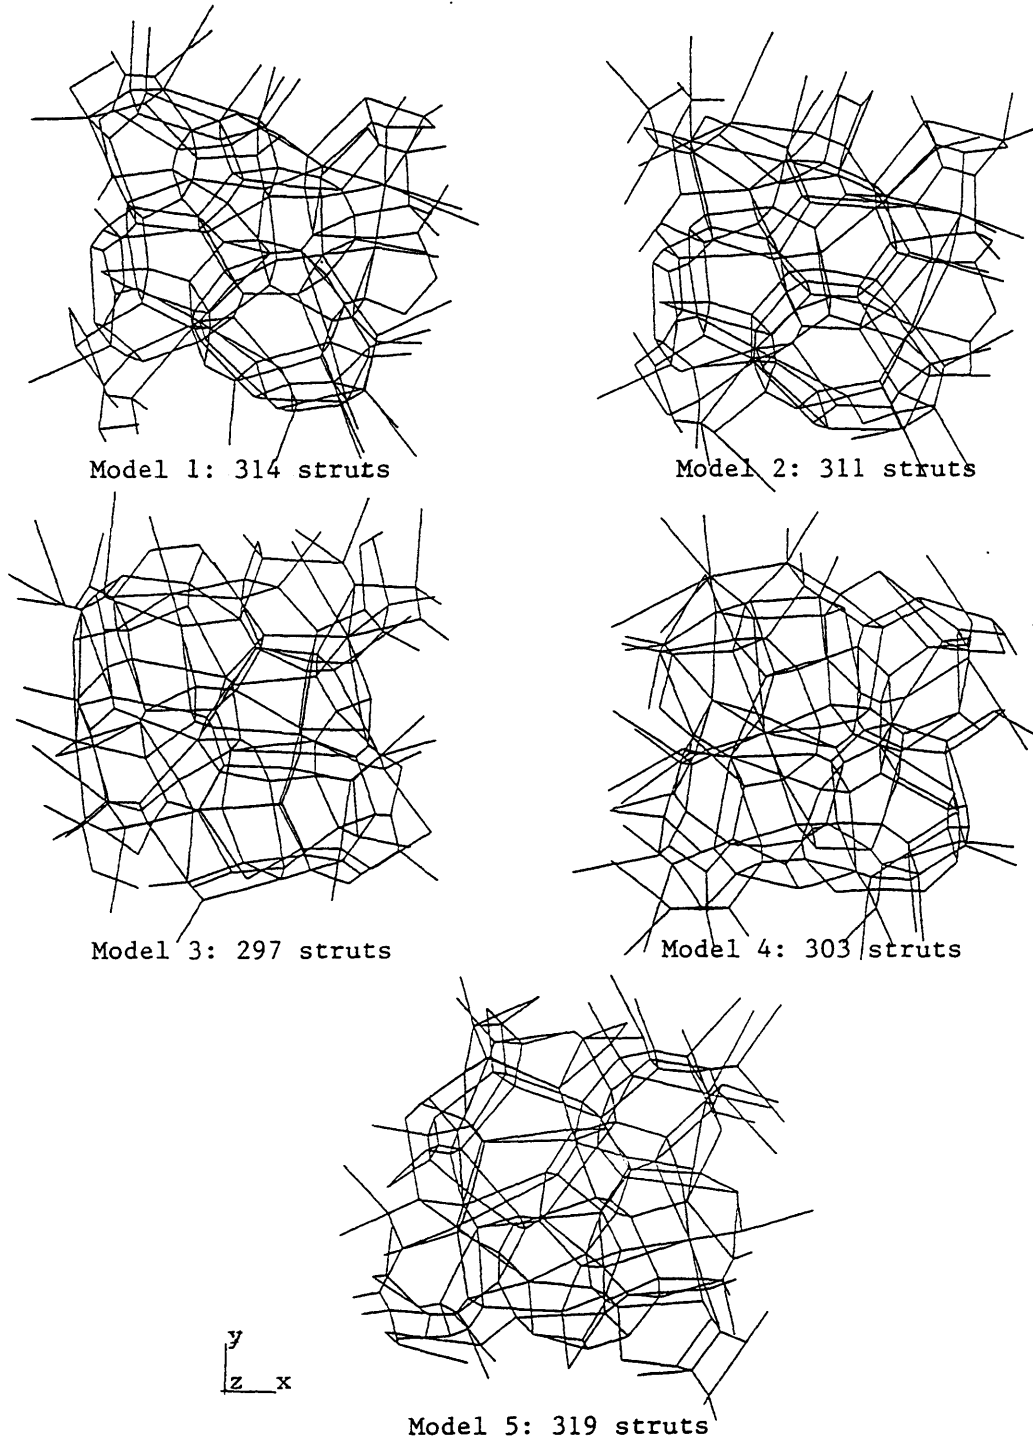 Model 1: 314 struts
Model 2: 311 struts
Model 3: 297 struts
Model 4: 303 struts
y
z x
Model 5: 319 struts